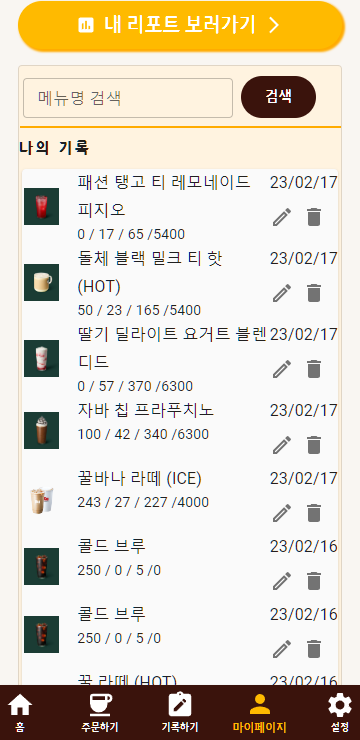 내 리포트 보러가기
메뉴명 검색
검색
나의 기록
패션 탱고 티 레모네이드 23/02/17
피지오
0 / 17 / 65 /5400
돌체 블랙 밀크 티 핫 23/02/17
(HOT)
50 / 23 / 165 /5400
딸기 딜라이트 요거트 블렌 23/02/17
디드
0 / 57 / 370 /6300
자바 칩 프라푸치노 23/02/17
100 / 42 / 340 /6300
꿀바나 라떼 (ICE) 23/02/17
243 / 27 / 227 /4000
콜드 브루 23/02/16
250 / 0 / 5 /0
콜드 브루 23/02/16
250 / 0 / 5 /0
꿀 라떼 (HOT) 23/02/16
홈 주문하기 기록하기 마이페이지 설정